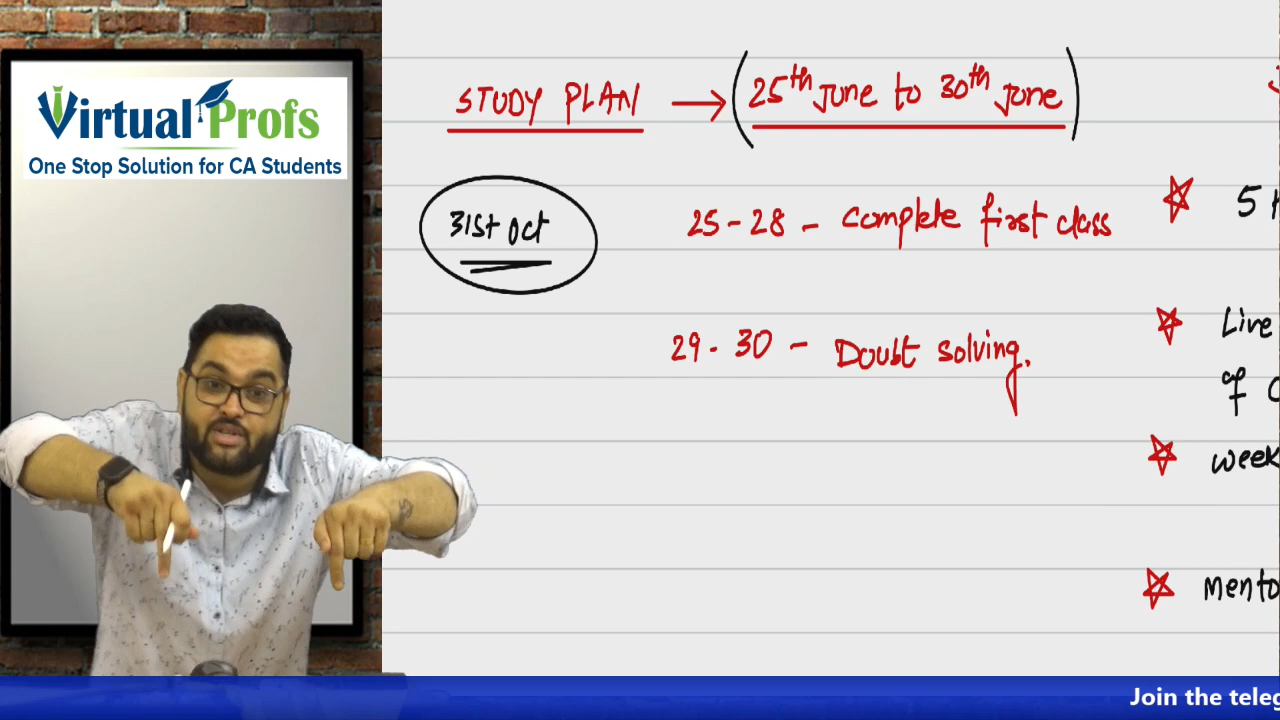 Virtual Profs
One Stop Solution for CA Students
STUDY PLAN → (25th June to 30th June)
31st Oct
25 - 28 - Complete first class
29 - 30 - Doubt solving.
5
Live
of
week
mento
Join the teleg